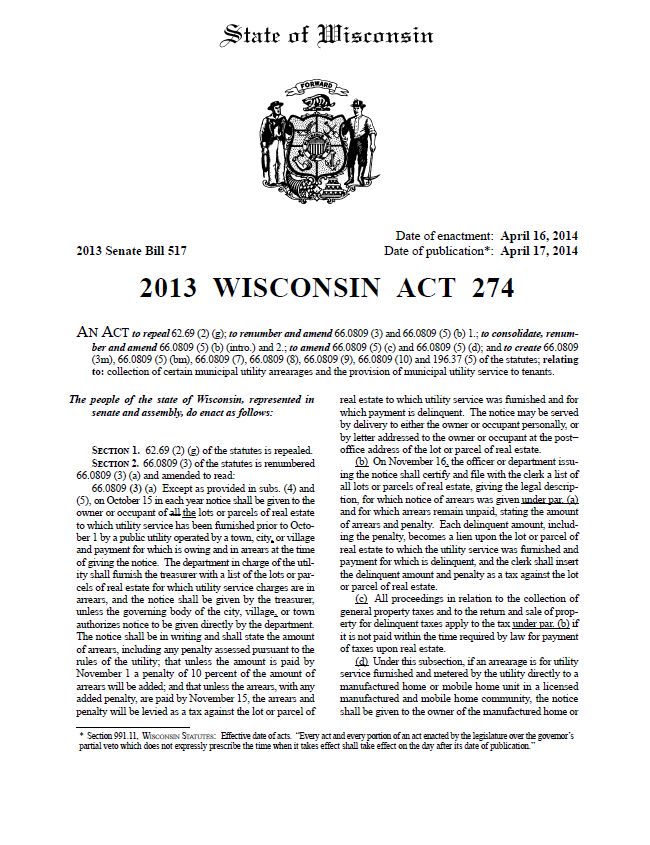 State of Wisconsin
FORWARD
Date of enactment: April 16, 2014
2013 Senate Bill 517 Date of publication*: April 17, 2014
2013 WISCONSIN ACT 274
AN ACT to repeal 62.69 (2) (g); to renumber and amend 66.0809 (3) and 66.0809 (5) (b) 1.; to consolidate, renum-
ber and amend 66.0809 (5) (b) (intro.) and 2.; to amend 66.0809 (5) (c) and 66.0809 (5) (d); and to create 66.0809
(3m), 66.0809 (5) (bm), 66.0809 (7), 66.0809 (8), 66.0809 (9), 66.0809 (10) and 196.37 (5) of the statutes; relating
to: collection of certain municipal utility arrearages and the provision of municipal utility service to tenants.
The people of the state of Wisconsin, represented in
senate and assembly, do enact as follows:
SECTION 1. 62.69 (2) (g) of the statutes is repealed.
SECTION 2. 66.0809 (3) of the statutes is renumbered
66.0809 (3) (a) and amended to read:
66.0809 (3) (a) Except as provided in subs. (4) and
(5), on October 15 in each year notice shall be given to the
owner or occupant of all the lots or parcels of real estate
to which utility service has been furnished prior to Octo-
ber 1 by a public utility operated by a town, city, or village
and payment for which is owing and in arrears at the time
of giving the notice. The department in charge of the util-
ity shall furnish the treasurer with a list of the lots or par-
cels of real estate for which utility service charges are in
arrears, and the notice shall be given by the treasurer,
unless the governing body of the city, village, or town
authorizes notice to be given directly by the department.
The notice shall be in writing and shall state the amount
of arrears, including any penalty assessed pursuant to the
rules of the utility; that unless the amount is paid by
November 1 a penalty of 10 percent of the amount of
arrears will be added; and that unless the arrears, with any
added penalty, are paid by November 15, the arrears and
penalty will be levied as a tax against the lot or parcel of
real estate to which utility service was furnished and for
which payment is delinquent. The notice may be served
by delivery to either the owner or occupant personally, or
by letter addressed to the owner or occupant at the post−
office address of the lot or parcel of real estate.
(b) On November 16, the officer or department issu-
ing the notice shall certify and file with the clerk a list of
all lots or parcels of real estate, giving the legal descrip-
tion, for which notice of arrears was given under par. (a)
and for which arrears remain unpaid, stating the amount
of arrears and penalty. Each delinquent amount, includ-
ing the penalty, becomes a lien upon the lot or parcel of
real estate to which the utility service was furnished and
payment for which is delinquent, and the clerk shall insert
the delinquent amount and penalty as a tax against the lot
or parcel of real estate.
(c) All proceedings in relation to the collection of
general property taxes and to the return and sale of prop-
erty for delinquent taxes apply to the tax under par. (b) if
it is not paid within the time required by law for payment
of taxes upon real estate.
(d) Under this subsection, if an arrearage is for utility
service furnished and metered by the utility directly to a
manufactured home or mobile home unit in a licensed
manufactured and mobile home community, the notice
shall be given to the owner of the manufactured home or
* Section 991.11, WISCONSIN STATUTES: Effective date of acts. “Every act and every portion of an act enacted by the legislature over the governor’s
partial veto which does not expressly prescribe the time when it takes effect shall take effect on the day after its date of publication.”